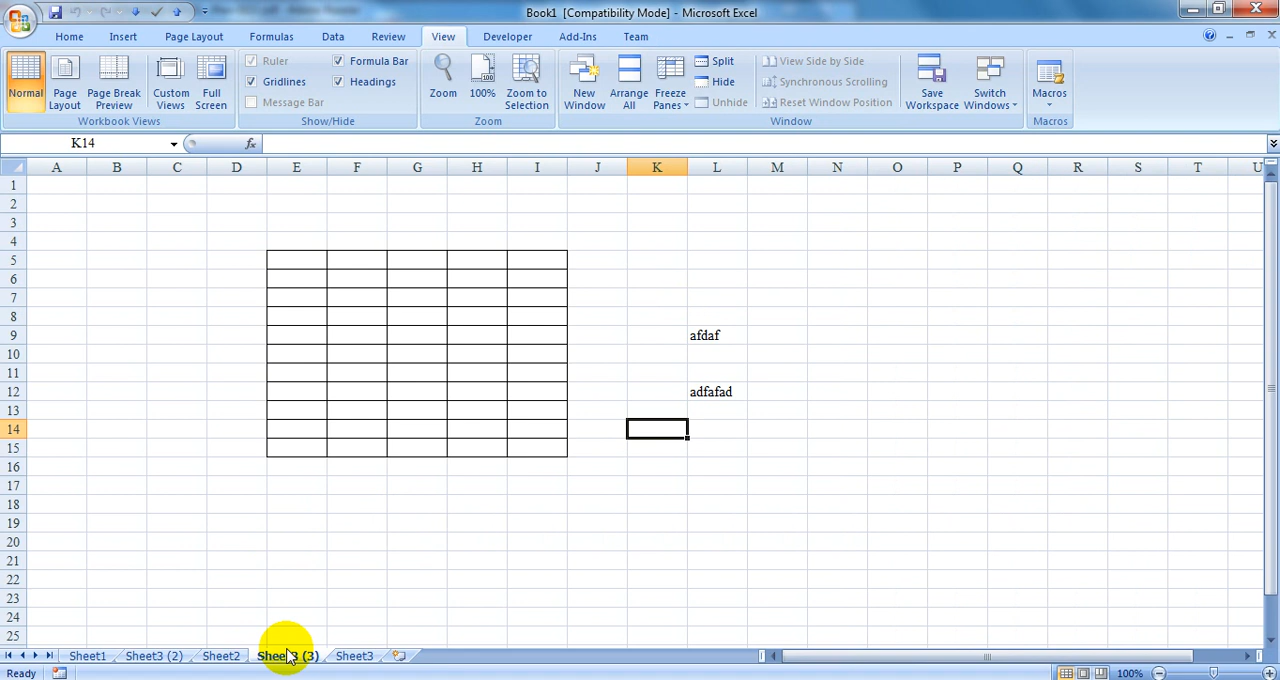 Book1 [Compatibility Mode] - Microsoft Excel
Home Insert Page Layout Formulas Data Review View Developer Add-Ins Team
Normal
Page Layout
Page Break Preview
Custom Views
Full Screen
Workbook Views
Ruler
Gridlines
Message Bar
Formula Bar
Headings
Show/Hide
Zoom
100%
Zoom to Selection
Zoom
New Window
Arrange All
Freeze Panes
Split
Hide
Unhide
View Side by Side
Synchronous Scrolling
Reset Window Position
Save Workspace
Switch Windows
Window
Macros
Macros
K14
fx
A B C D E F G H I J K L M N O P Q R S T U
1
2
3
4
5
6
7
8
9 afdaf
10
11
12 adfafad
13
14
15
16
17
18
19
20
21
22
23
24
25
Sheet1 Sheet3 (2) Sheet2 Sheet3 (3) Sheet3
Ready 100%